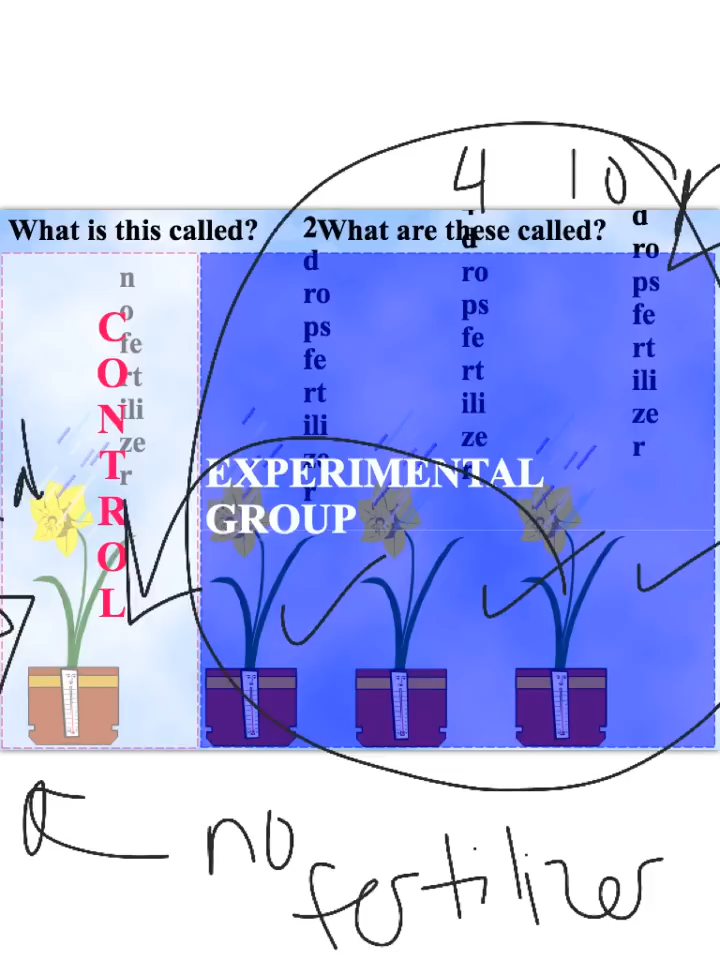 4 10
What is this called? What are these called?
no fertilizer
CONTROL
2 drops fertilizer
drops fertilizer
drops fertilizer
EXPERIMENTAL
GROUP
no
fertilizer